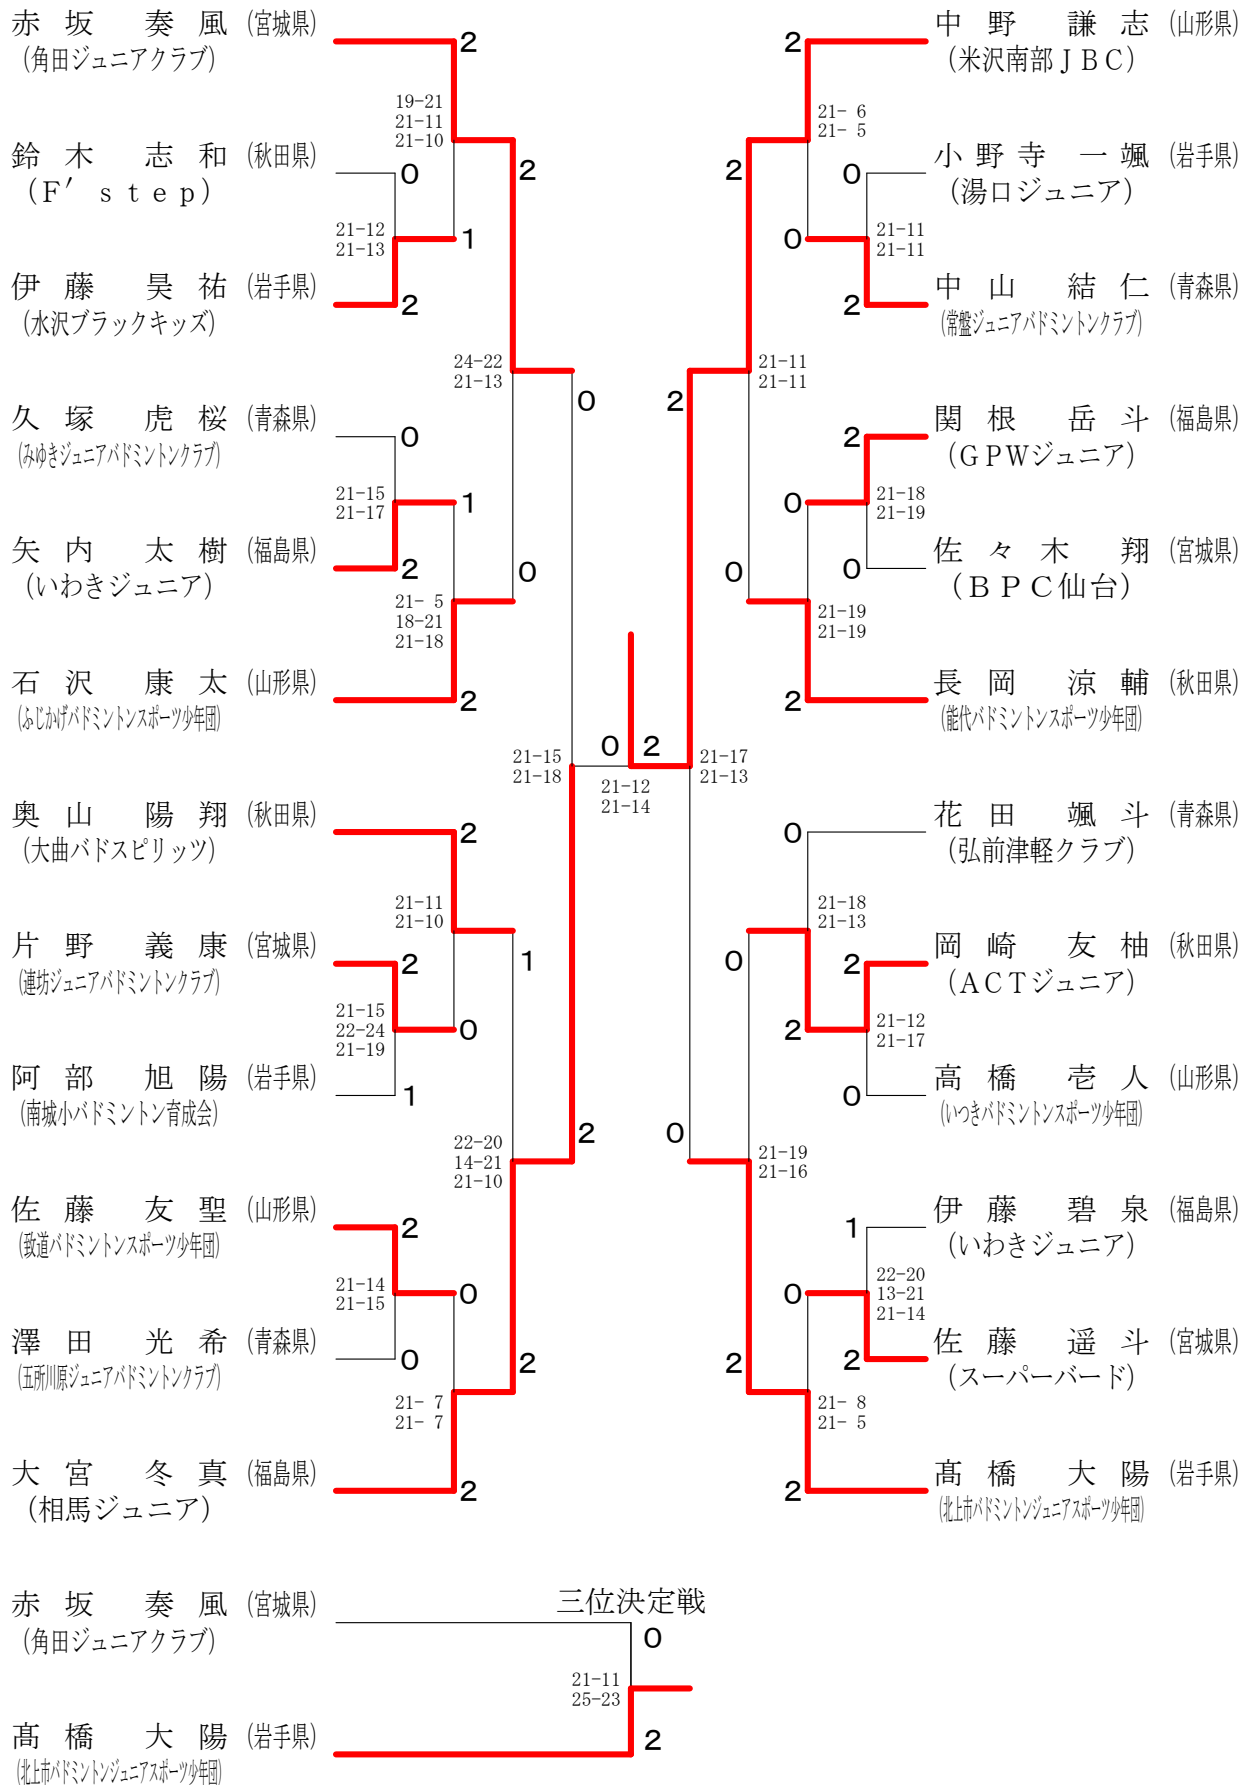 赤坂 奏風 (宮城県)
(角田ジュニアクラブ)
2
19-21
21-11
21-10
鈴木 志和 (秋田県)
(F′ step)
0
2
21-12
21-13
1
伊藤 昊祐 (岩手県)
(水沢ブラックキッズ)
2
24-22
21-13
0
久塚 虎桜 (青森県)
(みゆきジュニアバドミントンクラブ)
0
21-15
21-17
1
矢内 太樹 (福島県)
(いわきジュニア)
2
0
21- 5
18-21
21-18
石沢 康太 (山形県)
(ふじかげバドミントンスポーツ少年団)
2
21-15
21-18
0 2
21-12
21-14
奥山 陽翔 (秋田県)
(大曲バドスピリッツ)
2
21-11
21-10
片野 義康 (宮城県)
(連坊ジュニアバドミントンクラブ)
2
1
21-15
22-24
21-19
0
阿部 旭陽 (岩手県)
(南城小バドミントン育成会)
1
22-20
14-21
21-10
2
佐藤 友聖 (山形県)
(致道バドミントンスポーツ少年団)
2
21-14
21-15
0
澤田 光希 (青森県)
(五所川原ジュニアバドミントンクラブ)
0
2
21- 7
21- 7
大宮 冬真 (福島県)
(相馬ジュニア)
2
中野 謙志 (山形県)
(米沢南部JBC)
2
21- 6
21- 5
小野寺 一颯 (岩手県)
(湯口ジュニア)
2
0
0
21-11
21-11
中山 結仁 (青森県)
(常盤ジュニアバドミントンクラブ)
2
21-11
21-11
2
関根 岳斗 (福島県)
(GPWジュニア)
2
0
21-18
21-19
佐々木 翔 (宮城県)
(BPC仙台)
0
0
21-19
21-19
長岡 涼輔 (秋田県)
(能代バドミントンスポーツ少年団)
2
21-17
21-13
花田 颯斗 (青森県)
(弘前津軽クラブ)
0
21-18
21-13
岡崎 友柚 (秋田県)
(ACTジュニア)
0
2
2
21-12
21-17
高橋 壱人 (山形県)
(いつきバドミントンスポーツ少年団)
0
0
21-19
21-16
伊藤 碧泉 (福島県)
(いわきジュニア)
1
0
22-20
13-21
21-14
佐藤 遥斗 (宮城県)
(スーパーバード)
2
2
21- 8
21- 5
髙橋 大陽 (岩手県)
(北上市バドミントンジュニアスポーツ少年団)
2
三位決定戦
赤坂 奏風 (宮城県)
(角田ジュニアクラブ)
0
21-11
25-23
髙橋 大陽 (岩手県)
(北上市バドミントンジュニアスポーツ少年団)
2